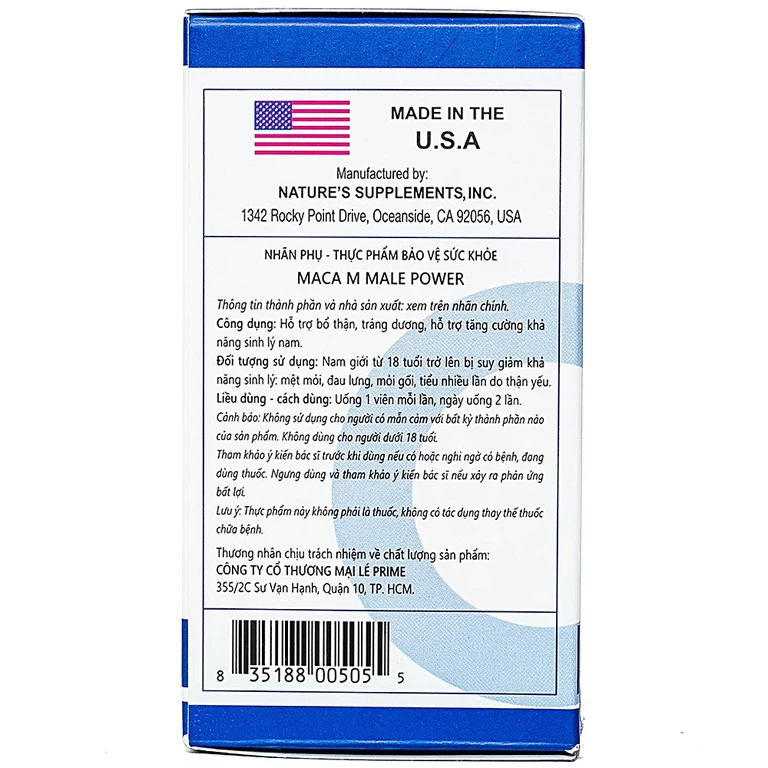 MADE IN THE
U.S.A
Manufactured by:
NATURE'S SUPPLEMENTS, INC.
1342 Rocky Point Drive, Oceanside, CA 92056, USA
NHÃN PHỤ - THỰC PHẨM BẢO VỆ SỨC KHỎE
MACA M MALE POWER
Thông tin thành phần và nhà sản xuất: xem trên nhãn chính.
Công dụng: Hỗ trợ bổ thận, tráng dương, hỗ trợ tăng cường khả
năng sinh lý nam.
Đối tượng sử dụng: Nam giới từ 18 tuổi trở lên bị suy giảm khả
năng sinh lý: mệt mỏi, đau lưng, mỏi gối, tiểu nhiều lần do thận yếu.
Liều dùng - cách dùng: Uống 1 viên mỗi lần, ngày uống 2 lần.
Cảnh báo: Không sử dụng cho người có mẫn cảm với bất kỳ thành phần nào
của sản phẩm. Không dùng cho người dưới 18 tuổi.
Tham khảo ý kiến bác sĩ trước khi dùng nếu có hoặc nghi ngờ có bệnh, đang
dùng thuốc. Ngưng dùng và tham khảo ý kiến bác sĩ nếu xảy ra phản ứng
bất lợi.
Lưu ý: Thực phẩm này không phải là thuốc, không có tác dụng thay thế thuốc
chữa bệnh.
Thương nhân chịu trách nhiệm về chất lượng sản phẩm:
CÔNG TY CỔ THƯƠNG MẠI LÉ PRIME
355/2C Sư Vạn Hạnh, Quận 10, TP. HCM.
8 35188 00505 5